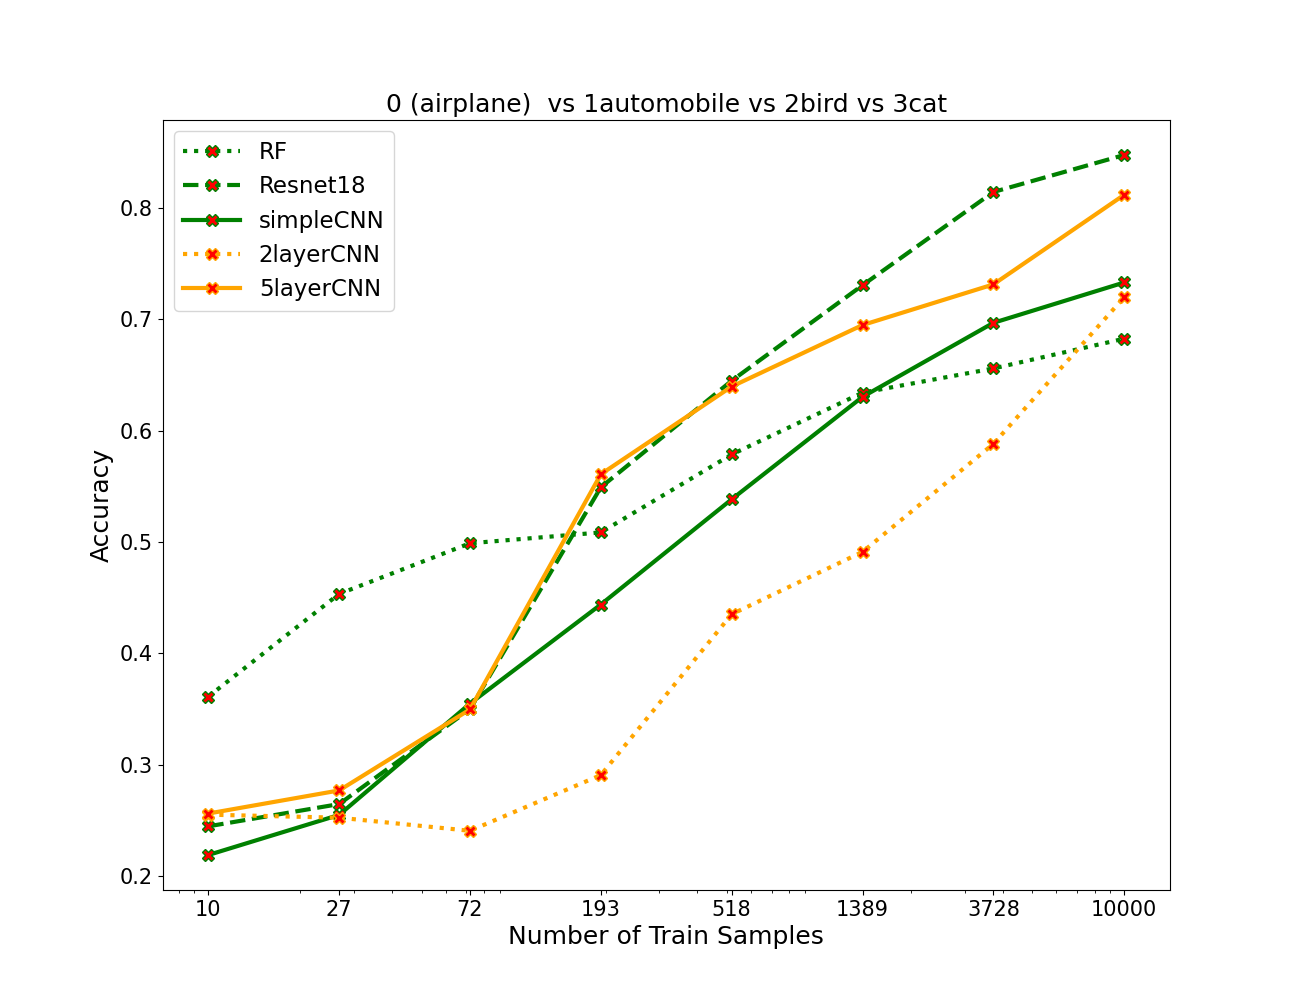 0 (airplane)  vs 1automobile vs 2bird vs 3cat
RF
Resnet18
simpleCNN
2layerCNN
5layerCNN
Accuracy
0.8
0.7
0.6
0.5
0.4
0.3
0.2
10 27 72 193 518 1389 3728 10000
Number of Train Samples